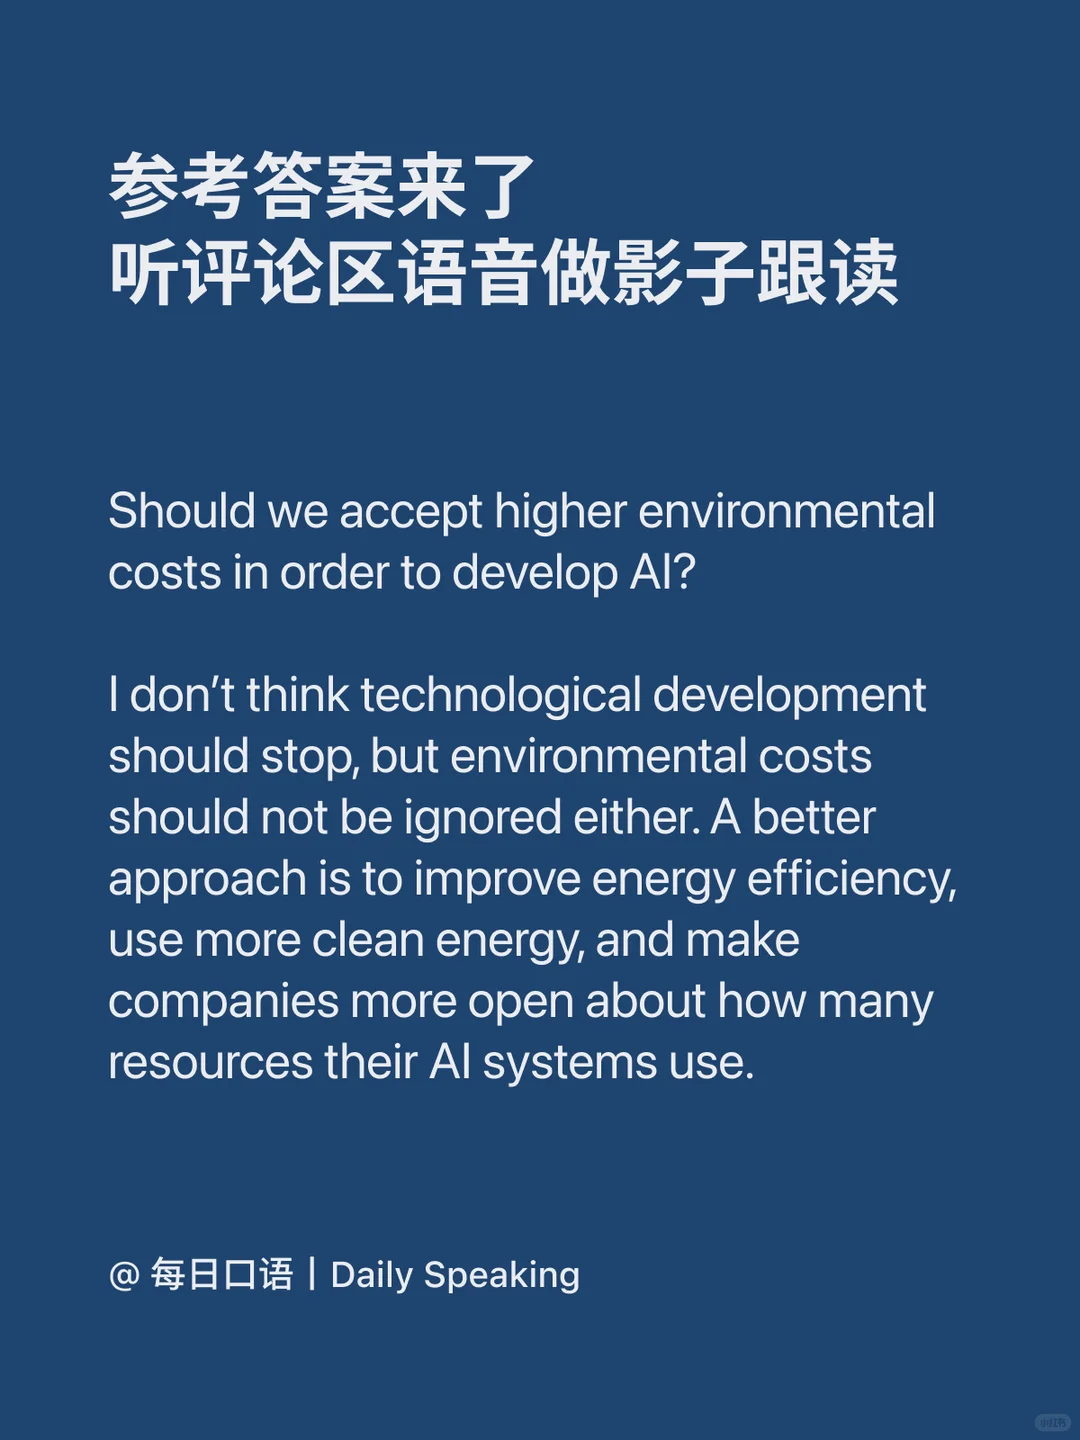 参考答案来了
听评论区语音做影子跟读
Should we accept higher environmental
costs in order to develop AI?
I don’t think technological development
should stop, but environmental costs
should not be ignored either. A better
approach is to improve energy efficiency,
use more clean energy, and make
companies more open about how many
resources their AI systems use.
@ 每日口语｜Daily Speaking
小红书